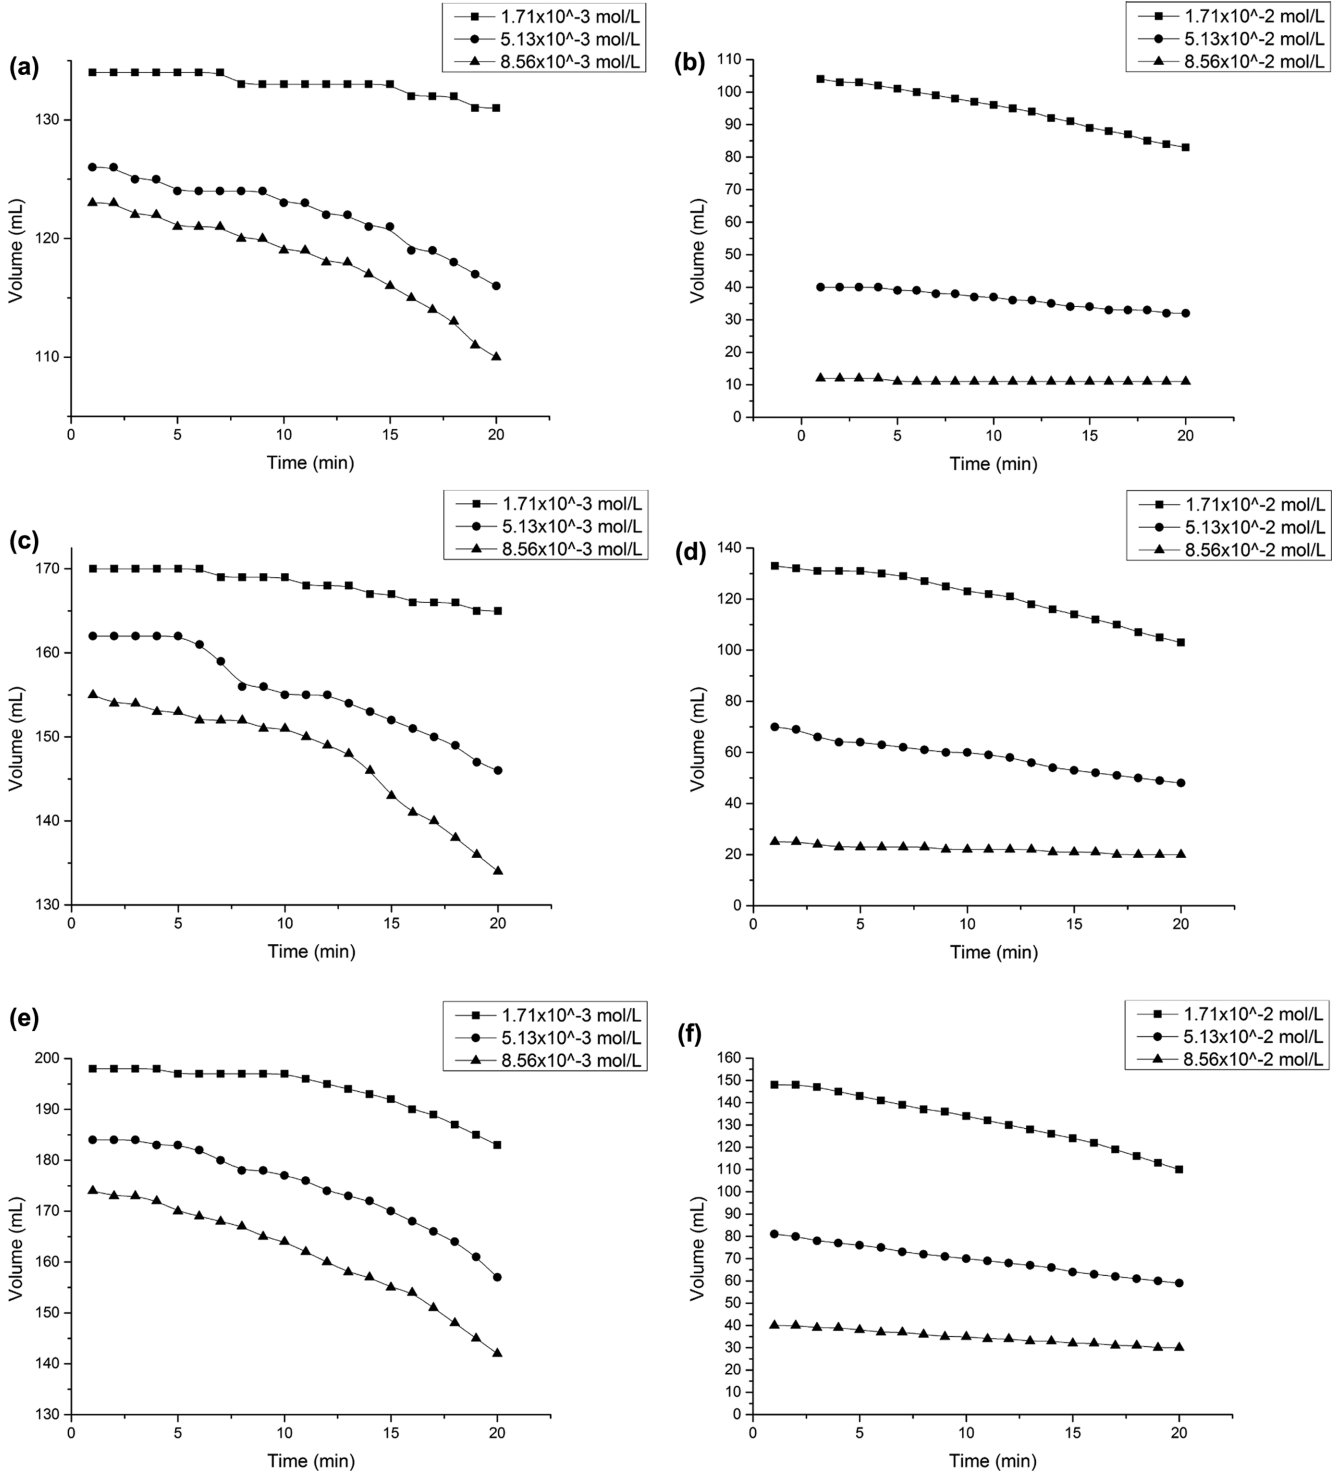 (a)
1.71x10^-3 mol/L
5.13x10^-3 mol/L
8.56x10^-3 mol/L
130
120
110
Volume (mL)
0 5 10 15 20
Time (min)
(b)
1.71x10^-2 mol/L
5.13x10^-2 mol/L
8.56x10^-2 mol/L
110
100
90
80
70
60
50
40
30
20
10
0
Volume (mL)
0 5 10 15 20
Time (min)
(c)
1.71x10^-3 mol/L
5.13x10^-3 mol/L
8.56x10^-3 mol/L
170
160
150
140
130
Volume (mL)
0 5 10 15 20
Time (min)
(d)
1.71x10^-2 mol/L
5.13x10^-2 mol/L
8.56x10^-2 mol/L
140
120
100
80
60
40
20
0
Volume (mL)
0 5 10 15 20
Time (min)
(e)
1.71x10^-3 mol/L
5.13x10^-3 mol/L
8.56x10^-3 mol/L
200
190
180
170
160
150
140
130
Volume (mL)
0 5 10 15 20
Time (min)
(f)
1.71x10^-2 mol/L
5.13x10^-2 mol/L
8.56x10^-2 mol/L
160
150
140
130
120
110
100
90
80
70
60
50
40
30
20
10
0
Volume (mL)
0 5 10 15 20
Time (min)